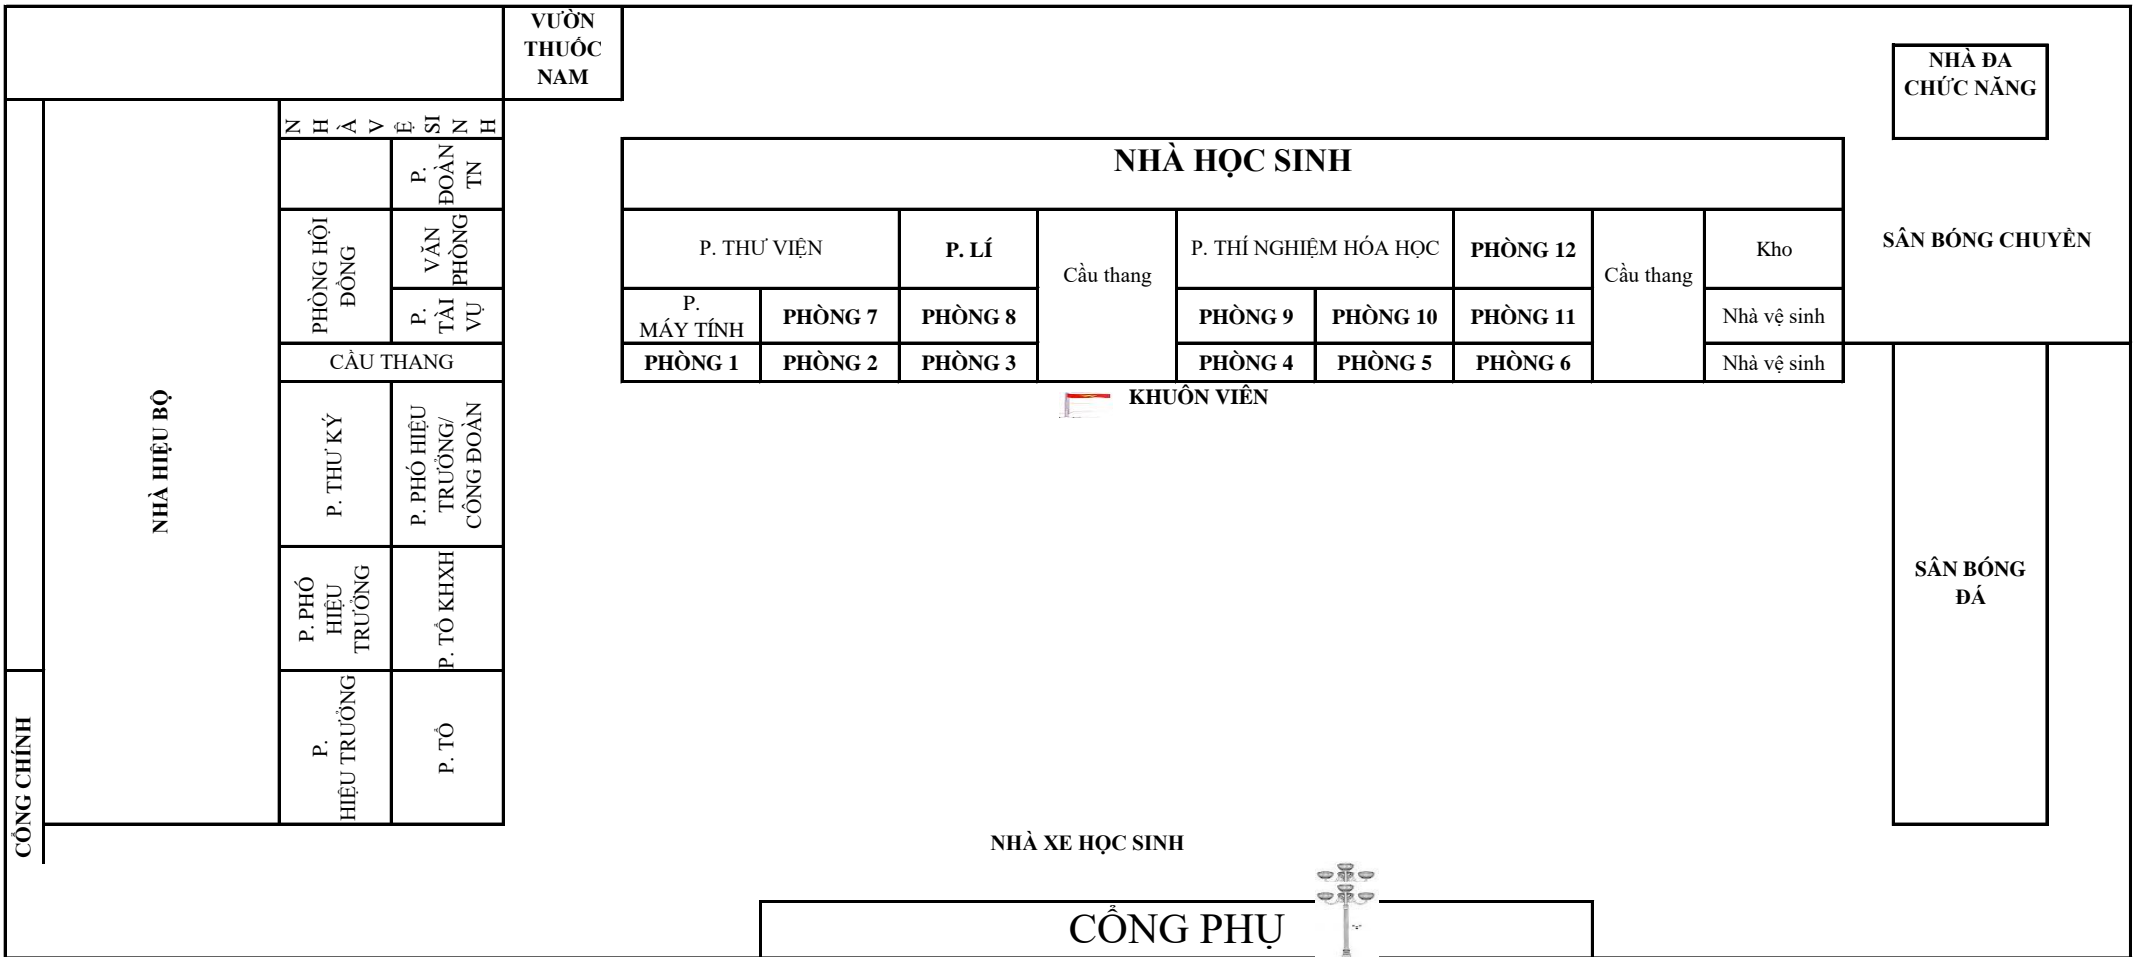 VƯỜN
THUỐC
NAM
NHÀ ĐA
CHỨC NĂNG
NHÀ VỆ SINH
P.
ĐOÀN
TN
NHÀ HỌC SINH
PHÒNG HỘI
ĐỒNG
VĂN
PHÒNG
P. THƯ VIỆN
P. LÍ
Cầu thang
P. THÍ NGHIỆM HÓA HỌC
PHÒNG 12
Cầu thang
Kho
SÂN BÓNG CHUYỀN
P.
TÀI
VỤ
P.
MÁY TÍNH
PHÒNG 7
PHÒNG 8
PHÒNG 9
PHÒNG 10
PHÒNG 11
Nhà vệ sinh
CẦU THANG
PHÒNG 1
PHÒNG 2
PHÒNG 3
PHÒNG 4
PHÒNG 5
PHÒNG 6
Nhà vệ sinh
KHUÔN VIÊN
NHÀ HIỆU BỘ
P. THƯ KÝ
P. PHÓ HIỆU
TRƯỞNG/
CÔNG ĐOÀN
P. PHÓ
HIỆU
TRƯỞNG
P. TỔ KHXH
SÂN BÓNG
ĐÁ
CỔNG CHÍNH
P.
HIỆU TRƯỞNG
P. TỔ
NHÀ XE HỌC SINH
CỔNG PHỤ